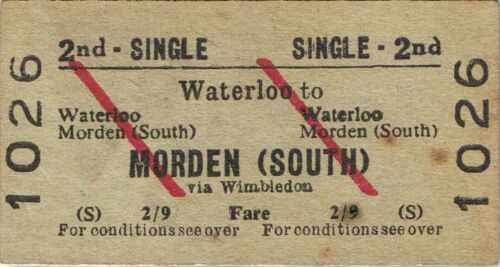 2nd - SINGLE SINGLE - 2nd
Waterloo to
Waterloo Waterloo
Morden (South) Morden (South)
MORDEN (SOUTH)
via Wimbledon
(S) 2/9 Fare 2/9 (S)
For conditions see over For conditions see over
1026
1026